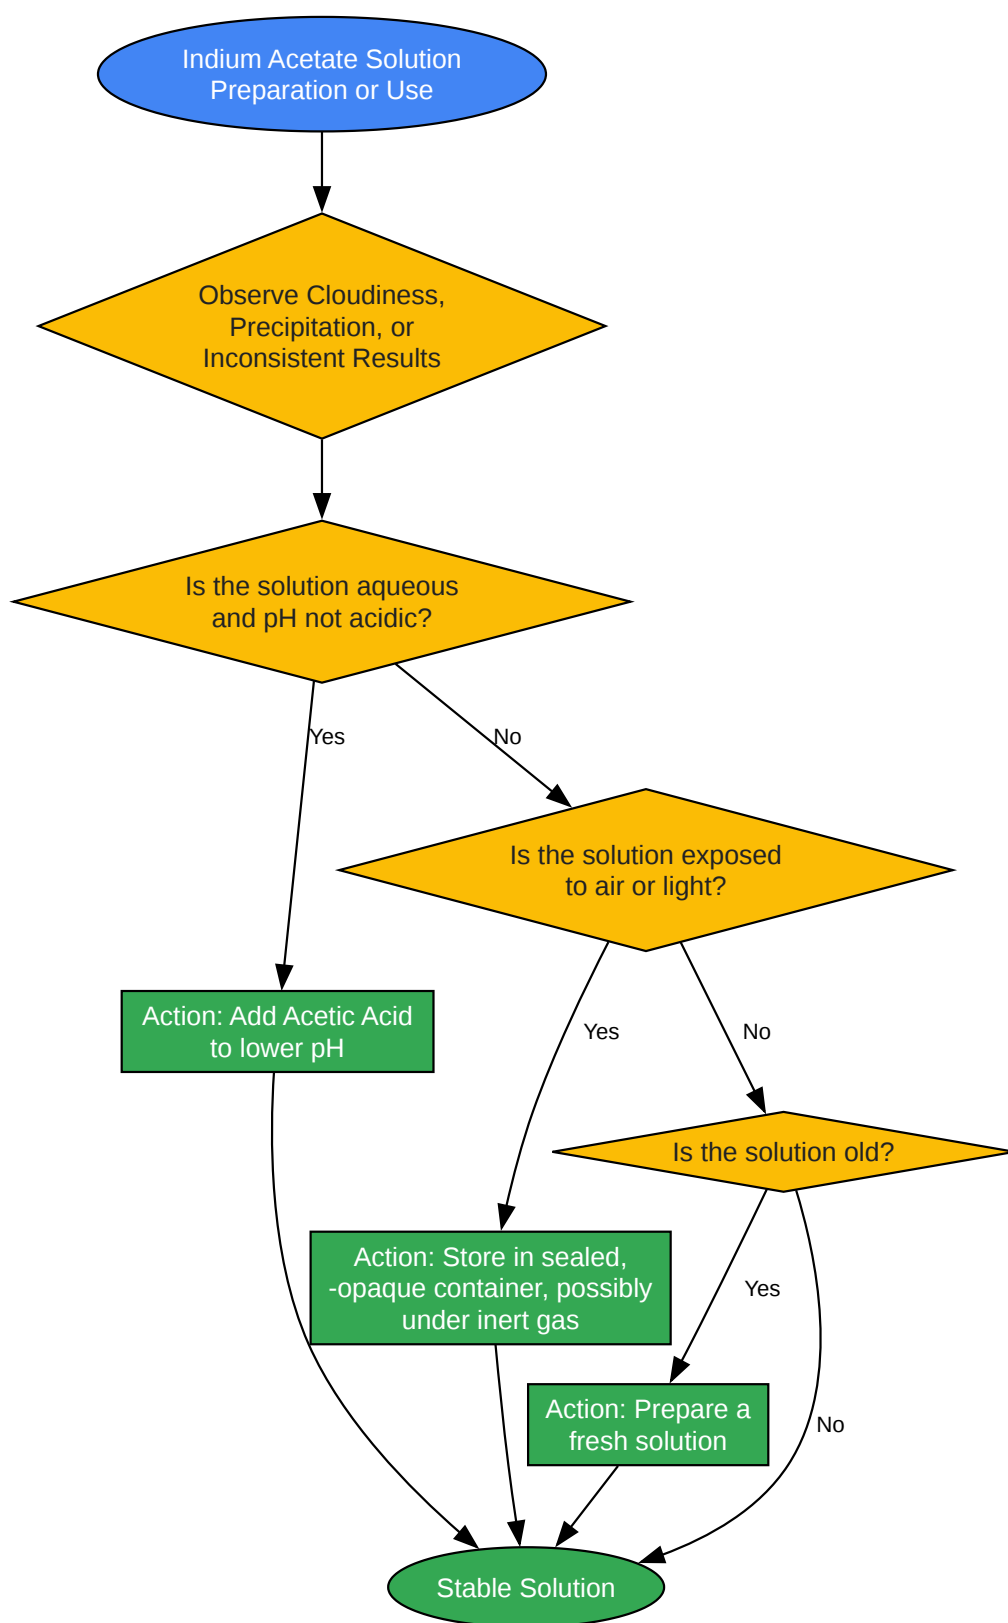 Indium Acetate Solution
Preparation or Use
Observe Cloudiness,
Precipitation, or
Inconsistent Results
Is the solution aqueous
and pH not acidic?
Yes
No
Is the solution exposed
to air or light?
Action: Add Acetic Acid
to lower pH
Yes
No
Is the solution old?
Action: Store in sealed,
-opaque container, possibly
under inert gas
Yes
Action: Prepare a
fresh solution
No
Stable Solution